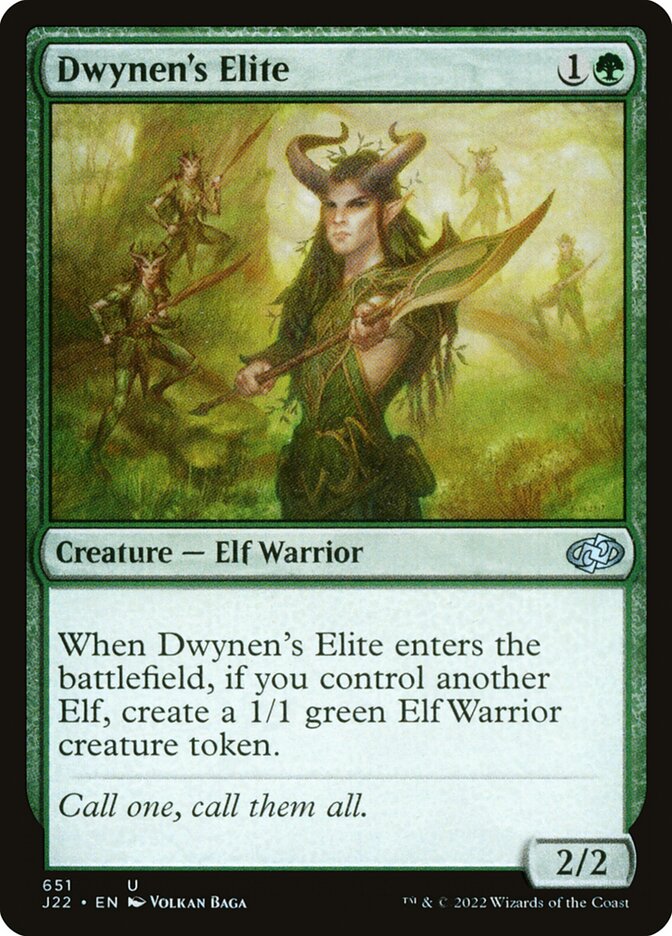 Dwynen's Elite 1
Creature — Elf Warrior
When Dwynen's Elite enters the
battlefield, if you control another
Elf, create a 1/1 green Elf Warrior
creature token.
Call one, call them all.
2/2
651 U
J22 • EN Volkan Baga ™ & © 2022 Wizards of the Coast